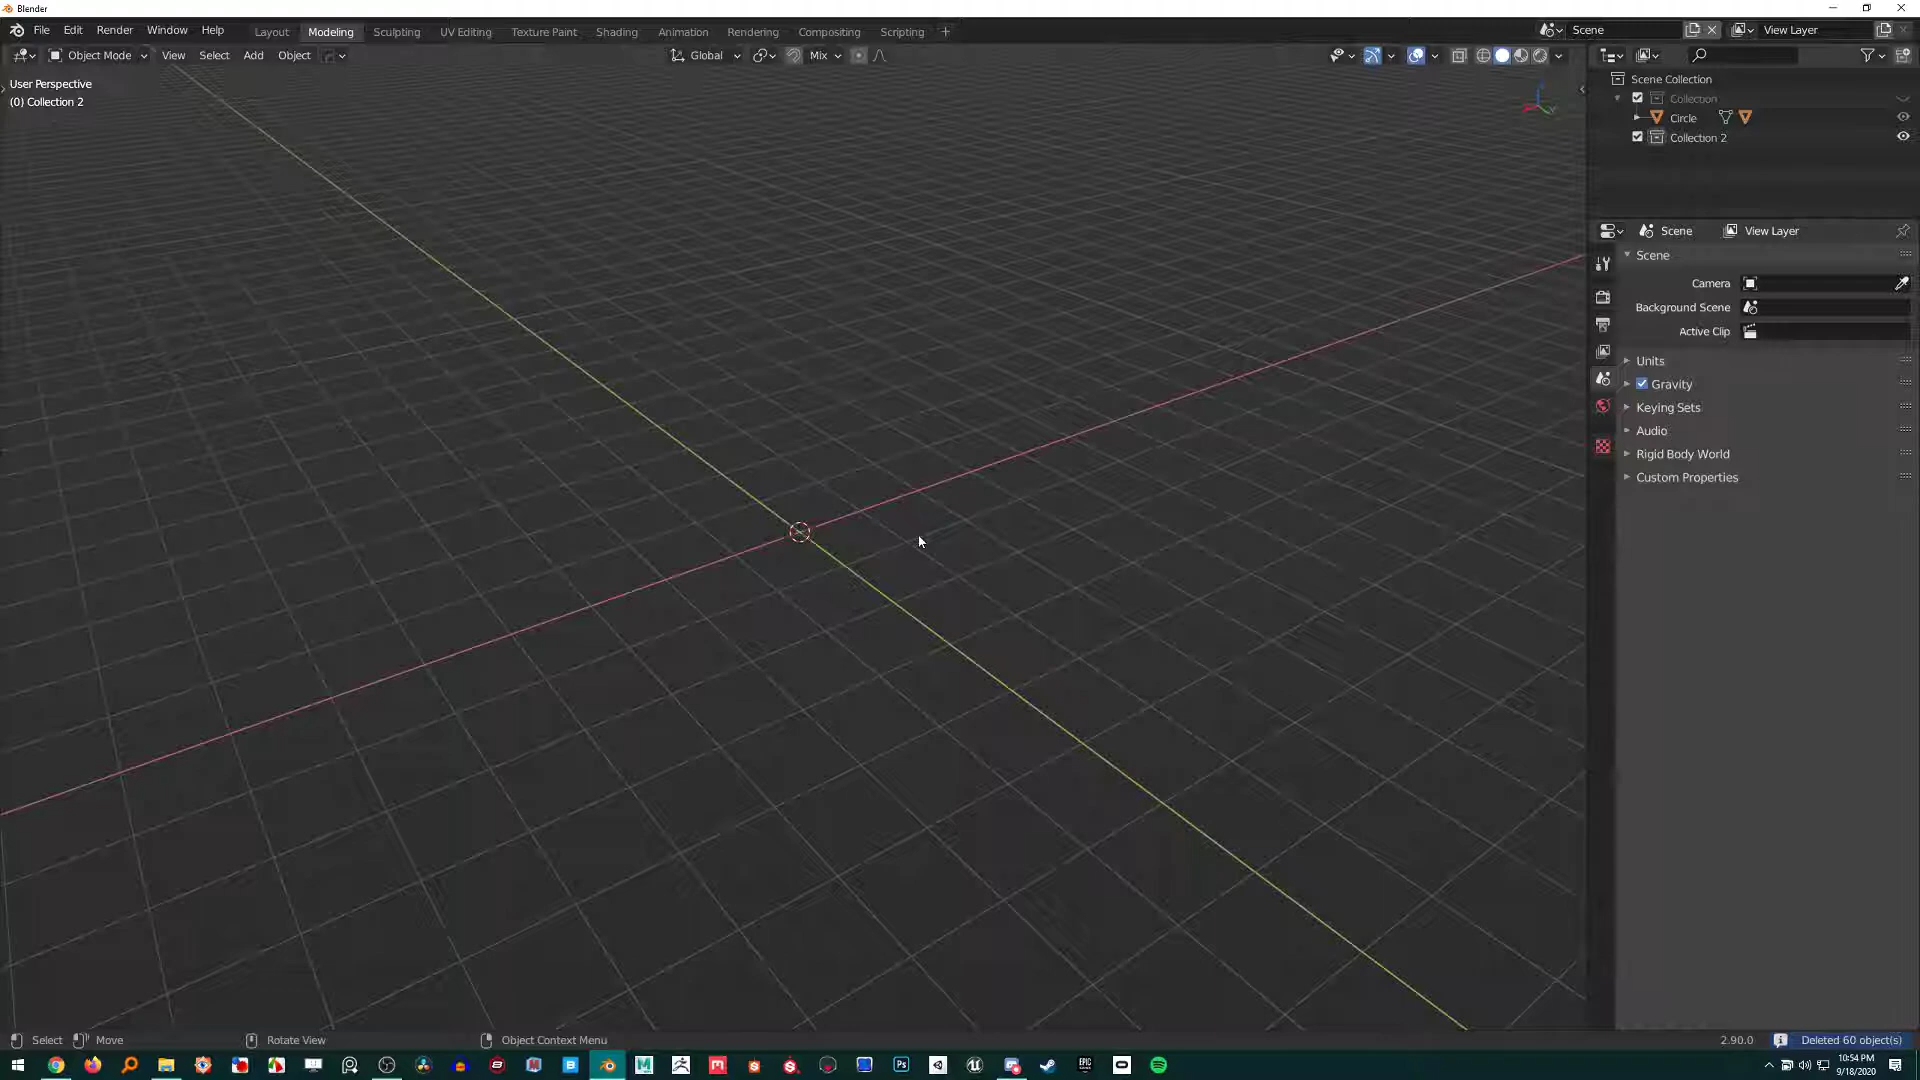 Blender
File Edit Render Window Help Layout Modeling Sculpting UV Editing Texture Paint Shading Animation Rendering Compositing Scripting + Scene View Layer
Object Mode View Select Add Object Global Mix
User Perspective
(0) Collection 2
Scene Collection
Collection
Circle
Collection 2
Scene View Layer
Scene
Camera
Background Scene
Active Clip
Units
Gravity
Keying Sets
Audio
Rigid Body World
Custom Properties
Select Move Rotate View Object Context Menu 2.90.0 Deleted 60 object(s)
Ps
EPIC
10:54 PM
9/18/2020